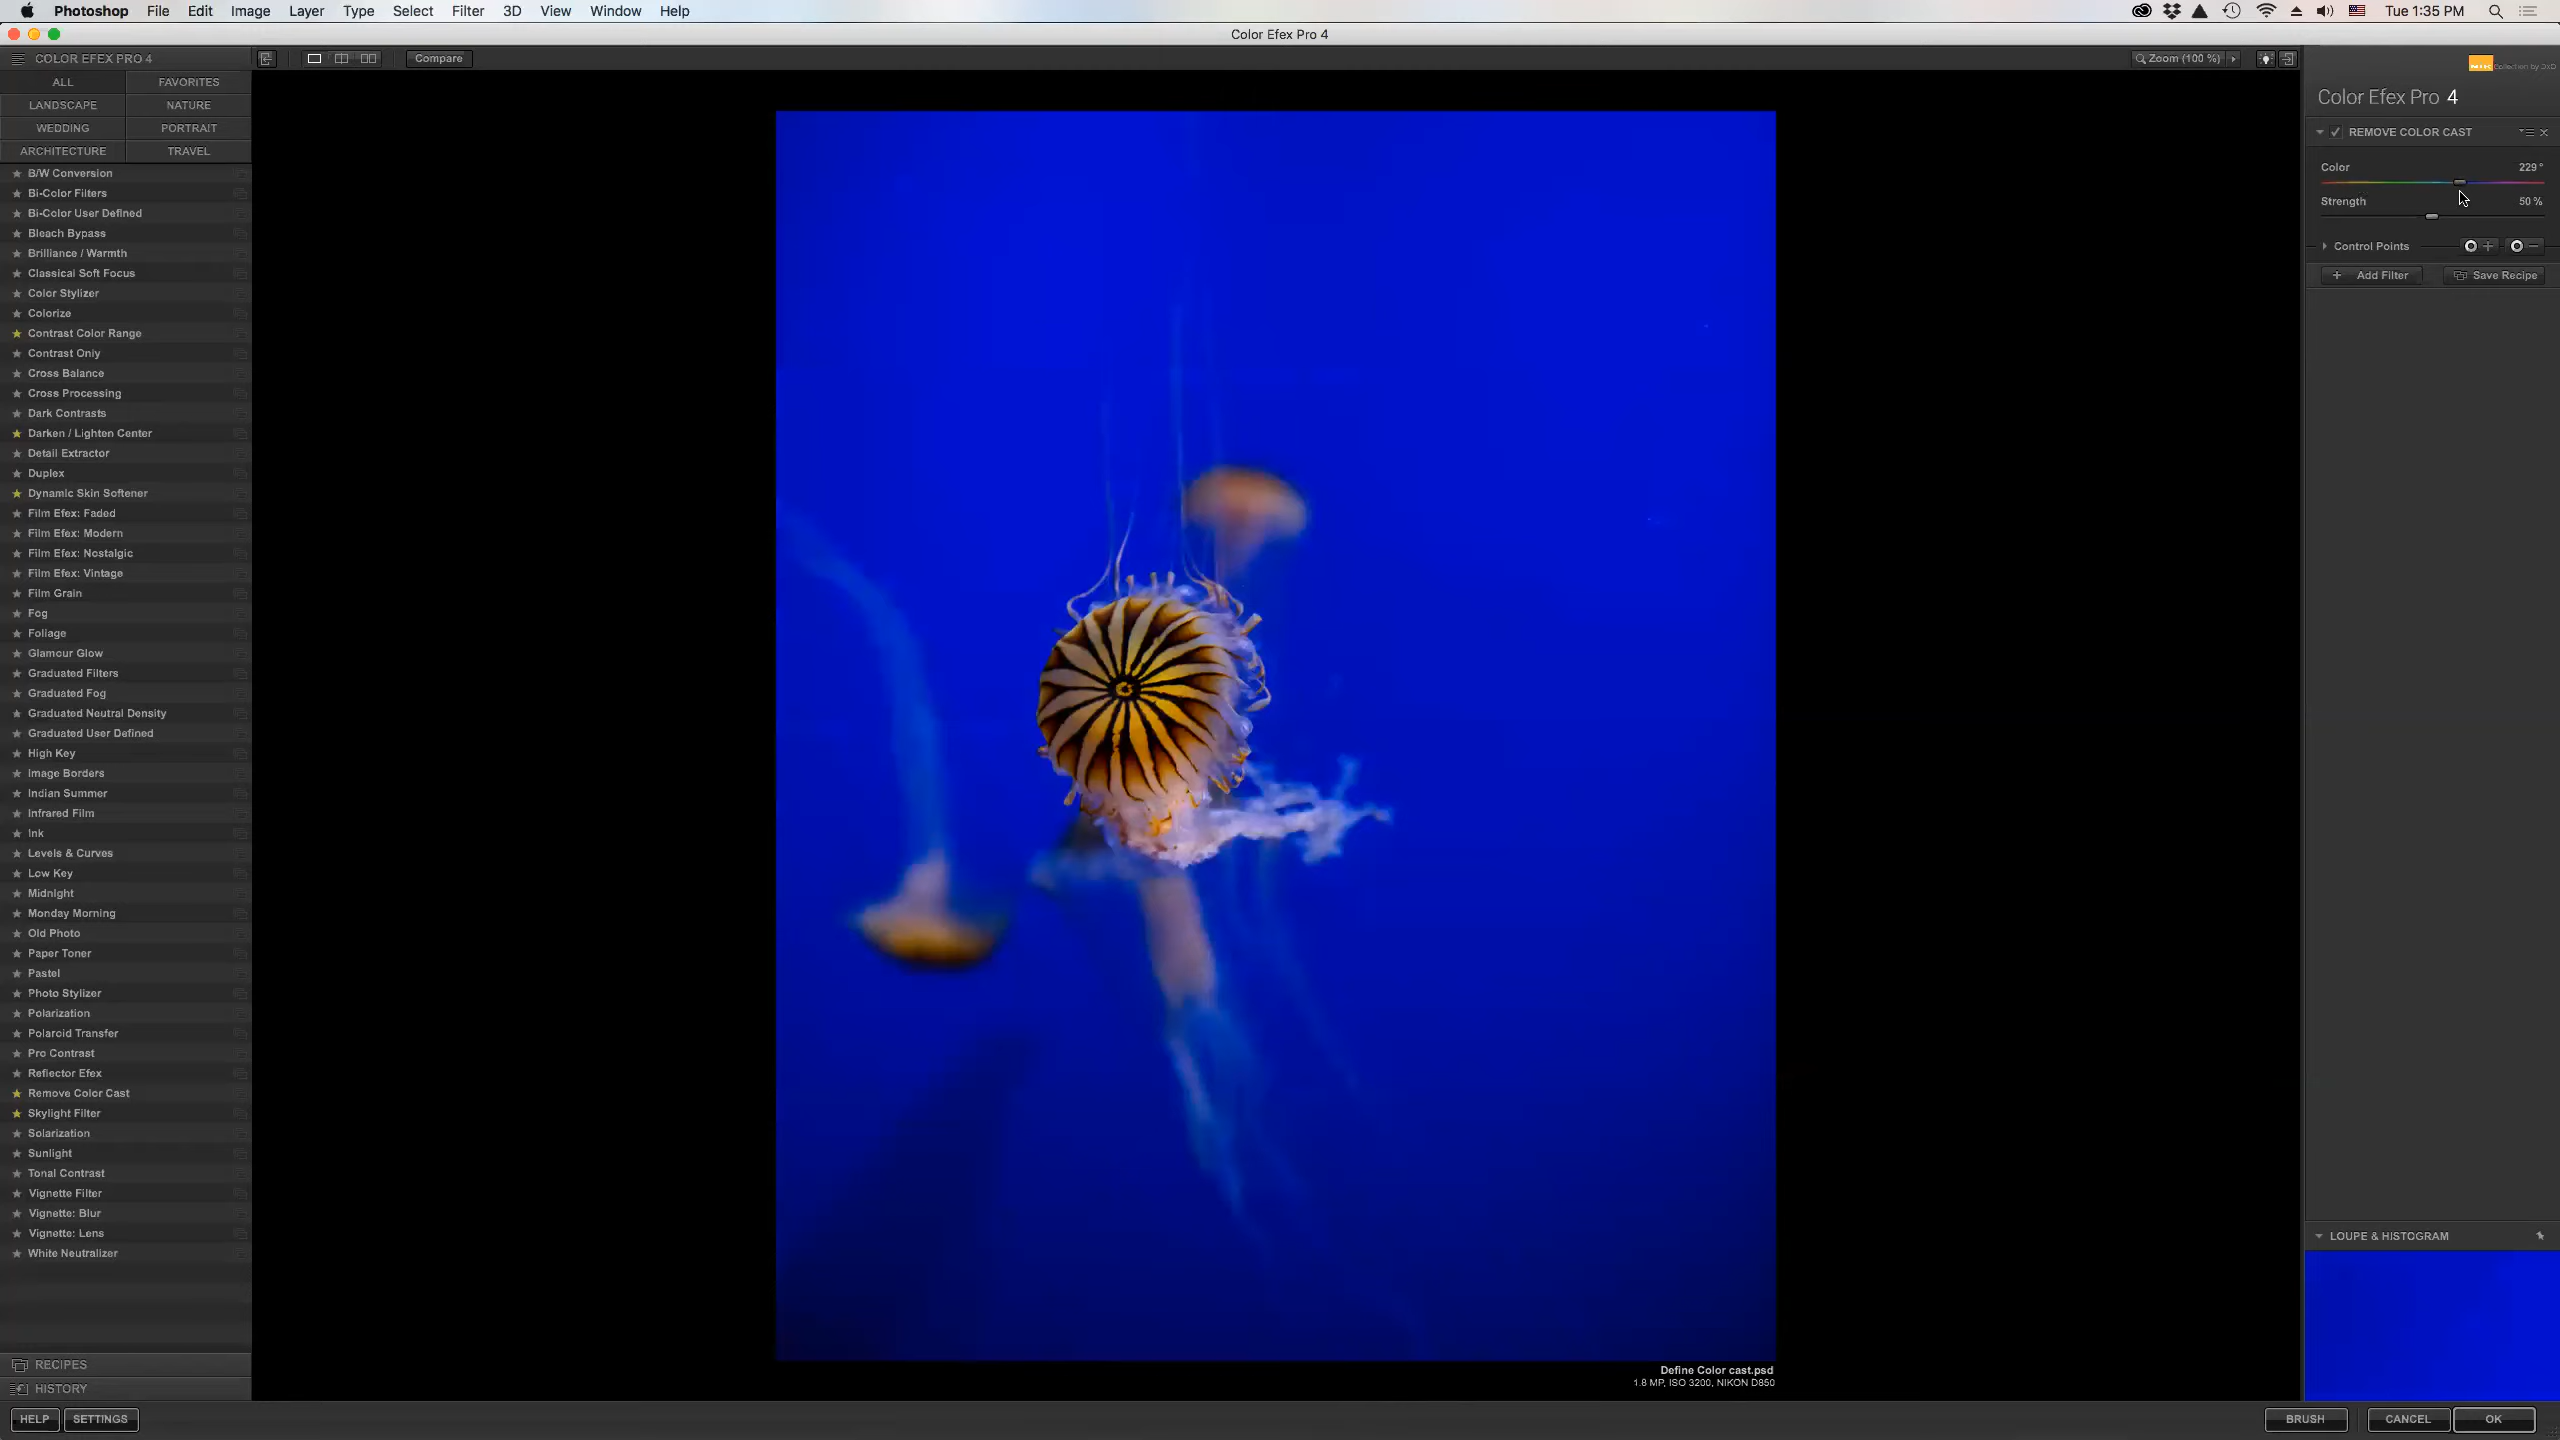 Photoshop File Edit Image Layer Type Select Filter 3D View Window Help Tue 1:35 PM
Color Efex Pro 4
COLOR EFEX PRO 4 Compare Zoom (100 %)
ALL FAVORITES
LANDSCAPE NATURE
WEDDING PORTRAIT
ARCHITECTURE TRAVEL
B/W Conversion
Bi-Color Filters
Bi-Color User Defined
Bleach Bypass
Brilliance / Warmth
Classical Soft Focus
Color Stylizer
Colorize
Contrast Color Range
Contrast Only
Cross Balance
Cross Processing
Dark Contrasts
Darken / Lighten Center
Detail Extractor
Duplex
Dynamic Skin Softener
Film Efex: Faded
Film Efex: Modern
Film Efex: Nostalgic
Film Efex: Vintage
Film Grain
Fog
Foliage
Glamour Glow
Graduated Filters
Graduated Fog
Graduated Neutral Density
Graduated User Defined
High Key
Image Borders
Indian Summer
Infrared Film
Ink
Levels & Curves
Low Key
Midnight
Monday Morning
Old Photo
Paper Toner
Pastel
Photo Stylizer
Polarization
Polaroid Transfer
Pro Contrast
Reflector Efex
Remove Color Cast
Skylight Filter
Solarization
Sunlight
Tonal Contrast
Vignette Filter
Vignette: Blur
Vignette: Lens
White Neutralizer
RECIPES
HISTORY
HELP SETTINGS
Define Color cast.psd
1.8 MP, ISO 3200, NIKON D850
Nik Collection by DxO
Color Efex Pro 4
REMOVE COLOR CAST
Color 229°
Strength 50 %
Control Points
Add Filter Save Recipe
LOUPE & HISTOGRAM
BRUSH CANCEL OK